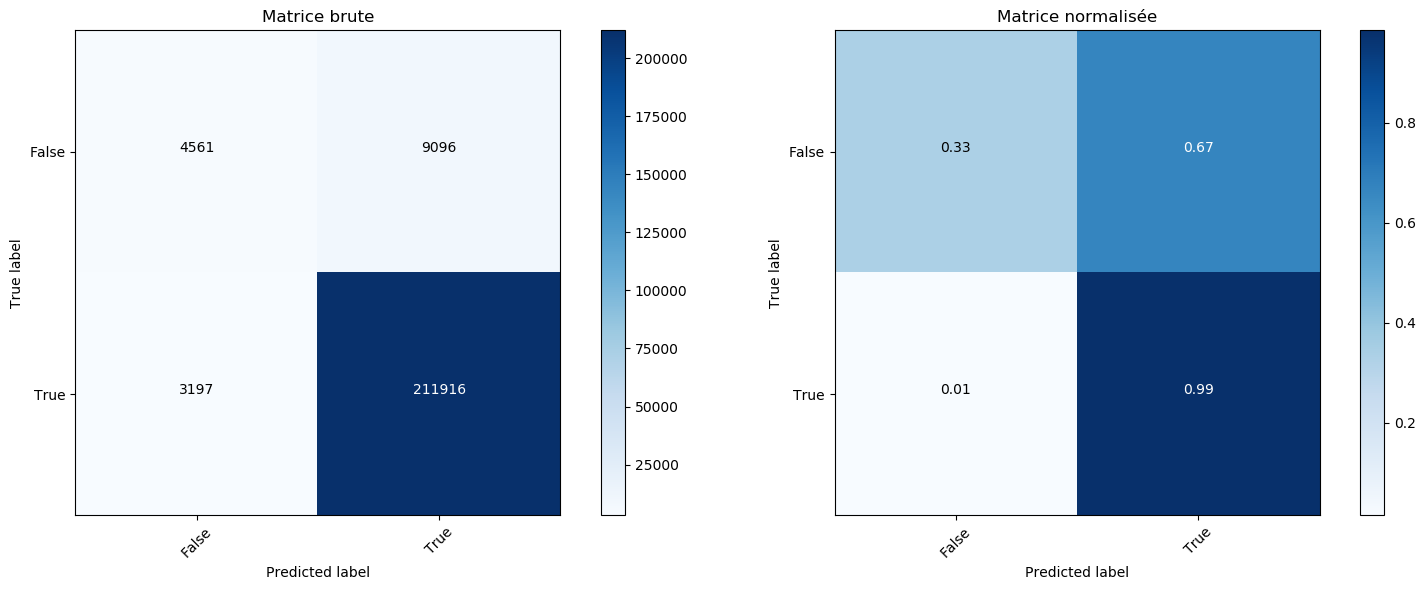 Matrice brute
True label
False
True
4561
9096
3197
211916
False
True
Predicted label
200000
175000
150000
125000
100000
75000
50000
25000
Matrice normalisée
True label
False
True
0.33
0.67
0.01
0.99
False
True
Predicted label
0.8
0.6
0.4
0.2